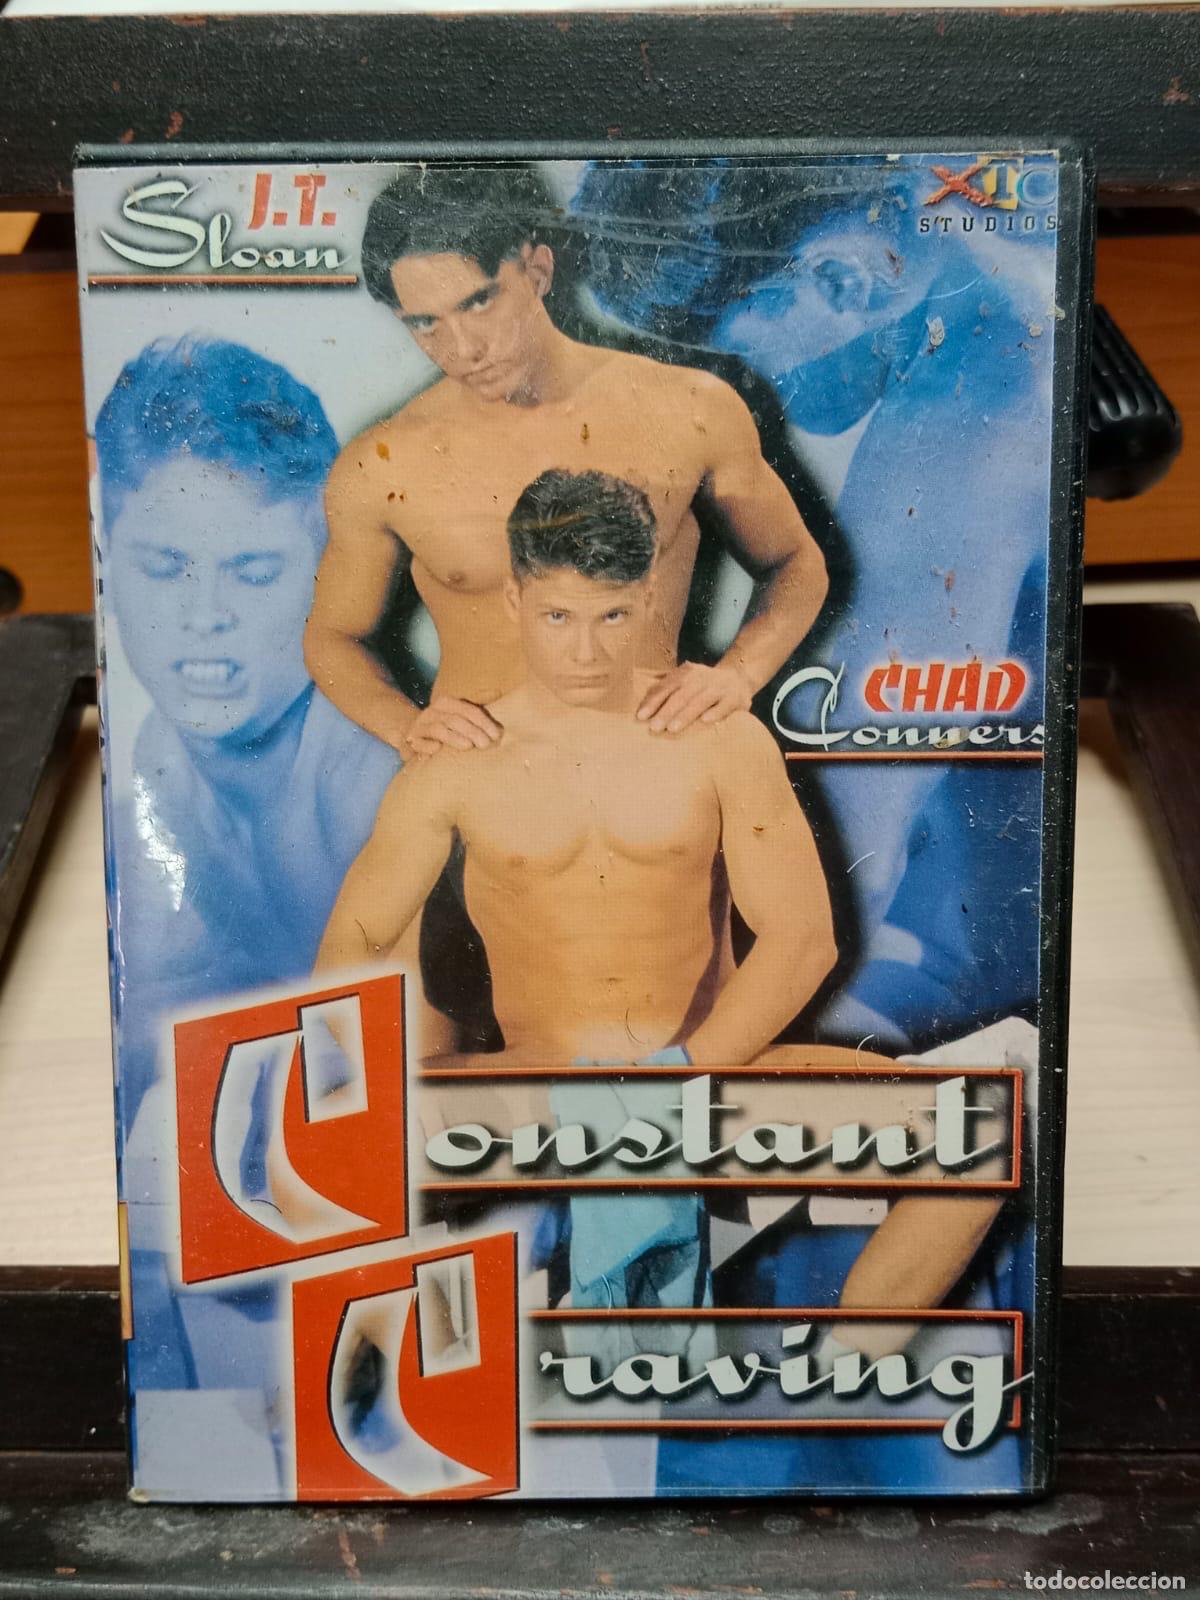 J.T.
Sloan
XTC
STUDIOS
CHAD
Conners
Constant
Craving
todocoleccion